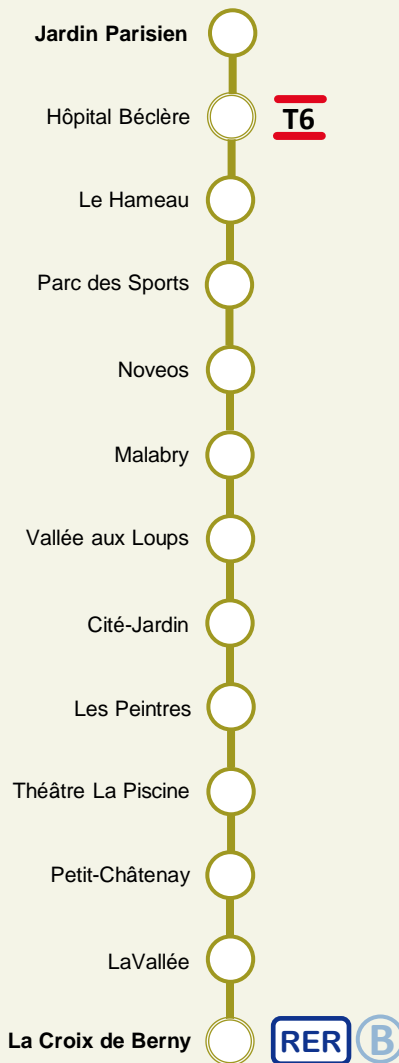 Jardin Parisien
Hôpital Béclère T6
Le Hameau
Parc des Sports
Noveos
Malabry
Vallée aux Loups
Cité-Jardin
Les Peintres
Théâtre La Piscine
Petit-Châtenay
LaVallée
La Croix de Berny RER B